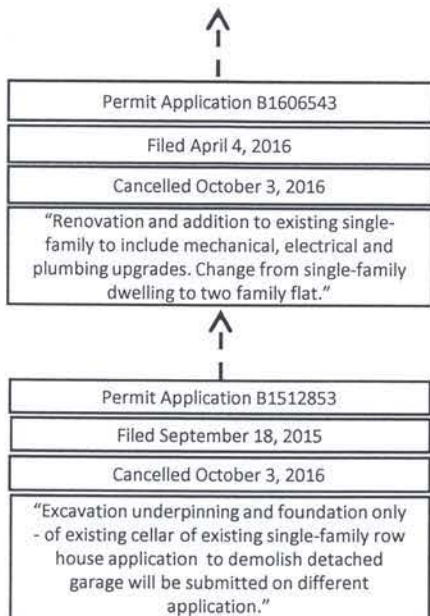 Permit Application B1606543
Filed April 4, 2016
Cancelled October 3, 2016
“Renovation and addition to existing single-
family to include mechanical, electrical and
plumbing upgrades. Change from single-family
dwelling to two family flat.”
Permit Application B1512853
Filed September 18, 2015
Cancelled October 3, 2016
“Excavation underpinning and foundation only
- of existing cellar of existing single-family row
house application to demolish detached
garage will be submitted on different
application.”